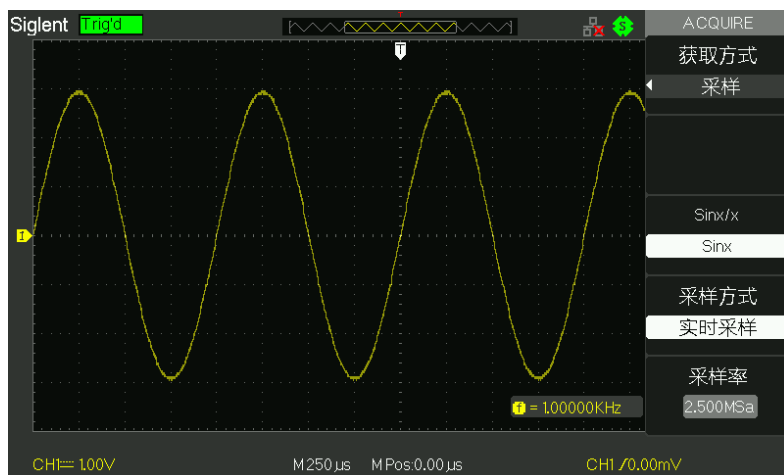 Siglent Trig'd
T
S
ACQUIRE
获取方式
采样
T
1
Sinx/x
Sinx
采样方式
实时采样
采样率
2.500MSa
f = 1.00000KHz
CH1 1.00V M 250μs M Pos:0.00μs CH1 /0.00mV